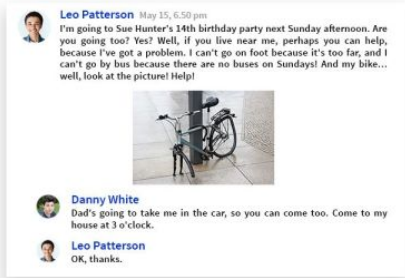 Leo Patterson May 15, 6.50 pm
I'm going to Sue Hunter's 14th birthday party next Sunday afternoon. Are
you going too? Yes? Well, if you live near me, perhaps you can help,
because I've got a problem. I can't go on foot because it's too far, and I
can't go by bus because there are no buses on Sundays! And my bike...
well, look at the picture! Help!
Danny White
Dad's going to take me in the car, so you can come too. Come to my
house at 3 o'clock.
Leo Patterson
OK, thanks.